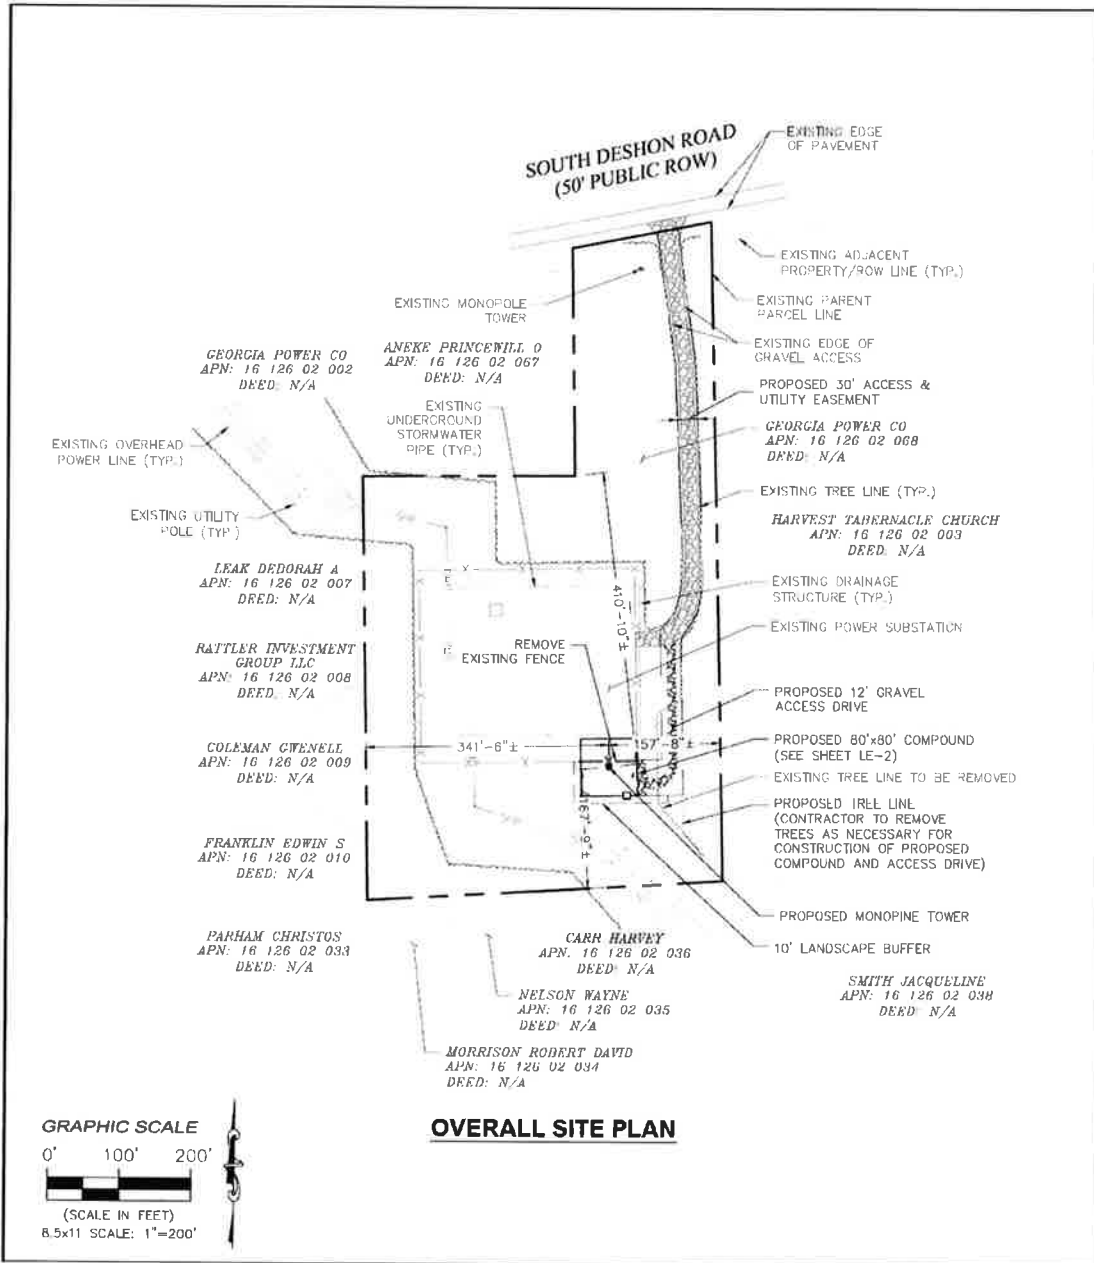 SOUTH DESHON ROAD
(50' PUBLIC ROW)
EXISTING EDGE
OF PAVEMENT
EXISTING ADJACENT
PROPERTY/ROW LINE (TYP.)
EXISTING MONOPOLE
TOWER
EXISTING PARENT
PARCEL LINE
EXISTING EDGE OF
GRAVEL ACCESS
GEORGIA POWER CO
APN: 16 126 02 002
DEED: N/A
ANEKE PRINCEWILL O
APN: 16 126 02 067
DEED: N/A
PROPOSED 30' ACCESS &
UTILITY EASEMENT
EXISTING
UNDERGROUND
STORMWATER
PIPE (TYP.)
GEORGIA POWER CO
APN: 16 126 02 068
DEED: N/A
EXISTING OVERHEAD
POWER LINE (TYP.)
EXISTING TREE LINE (TYP.)
EXISTING UTILITY
POLE (TYP.)
HARVEST TABERNACLE CHURCH
APN: 16 126 02 003
DEED: N/A
LEAK DEDORAH A
APN: 16 126 02 007
DEED: N/A
EXISTING DRAINAGE
STRUCTURE (TYP.)
410'-10"±
EXISTING POWER SUBSTATION
REMOVE
EXISTING FENCE
RATTLER INVESTMENT
GROUP LLC
APN: 16 126 02 008
DEED: N/A
PROPOSED 12' GRAVEL
ACCESS DRIVE
COLEMAN GWENELL
APN: 16 126 02 009
DEED: N/A
341'-6"±
157'-8"±
PROPOSED 80'x80' COMPOUND
(SEE SHEET LE-2)
EXISTING TREE LINE TO BE REMOVED
167'-9"±
PROPOSED TREE LINE
(CONTRACTOR TO REMOVE
TREES AS NECESSARY FOR
CONSTRUCTION OF PROPOSED
COMPOUND AND ACCESS DRIVE)
FRANKLIN EDWIN S
APN: 16 126 02 010
DEED: N/A
PROPOSED MONOPINE TOWER
PARHAM CHRISTOS
APN: 16 126 02 033
DEED: N/A
CARR HARVEY
APN. 16 126 02 036
DEED: N/A
10' LANDSCAPE BUFFER
SMITH JACQUELINE
APN: 16 126 02 038
DEED: N/A
NELSON WAYNE
APN: 16 126 02 035
DEED: N/A
MORRISON ROBERT DAVID
APN: 16 126 02 034
DEED: N/A
OVERALL SITE PLAN
GRAPHIC SCALE
0' 100' 200'
(SCALE IN FEET)
8.5x11 SCALE: 1"=200'